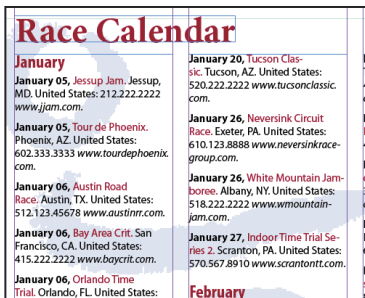 Race Calendar
January
January 05, Jessup Jam. Jessup,
MD. United States: 212.222.2222
www.jjam.com.
January 05, Tour de Phoenix.
Phoenix, AZ. United States:
602.333.3333 www.tourdephoenix.
com.
January 06, Austin Road
Race. Austin, TX. United States:
512.123.45678 www.austinrr.com.
January 06, Bay Area Crit. San
Francisco, CA. United States:
415.222.2222 www.baycrit.com.
January 06, Orlando Time
Trial. Orlando, FL. United States:
January 20, Tucson Clas-
sic. Tucson, AZ. United States:
520.222.2222 www.tucsonclassic.
com.
January 26, Neversink Circuit
Race. Exeter, PA. United States:
610.123.8888 www.neversinkrace-
group.com.
January 26, White Mountain Jam-
boree. Albany, NY. United States:
518.222.2222 www.wmountain-
jam.com.
January 27, Indoor Time Trial Se-
ries 2. Scranton, PA. United States:
570.567.8910 www.scrantontt.com.
February